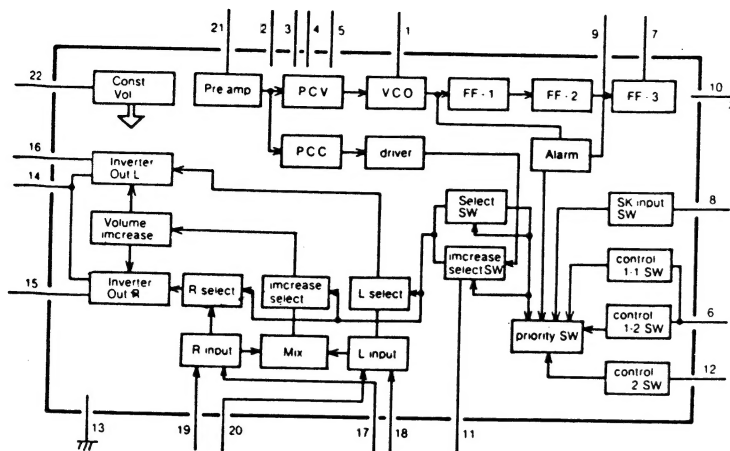 21
2
3
4
5
1
9
7
22
Const
Vol
Pre amp
PCV
VCO
FF-1
FF-2
FF-3
10
16
Inverter
Out L
PCC
driver
Alarm
14
Volume
imcrease
Select
SW
SK input
SW
8
imcrease
select SW
control
1-1 SW
15
Inverter
Out R
R select
imcrease
select
L select
priority SW
control
1-2 SW
6
R input
Mix
L input
control
2 SW
12
13
19
20
17
18
11